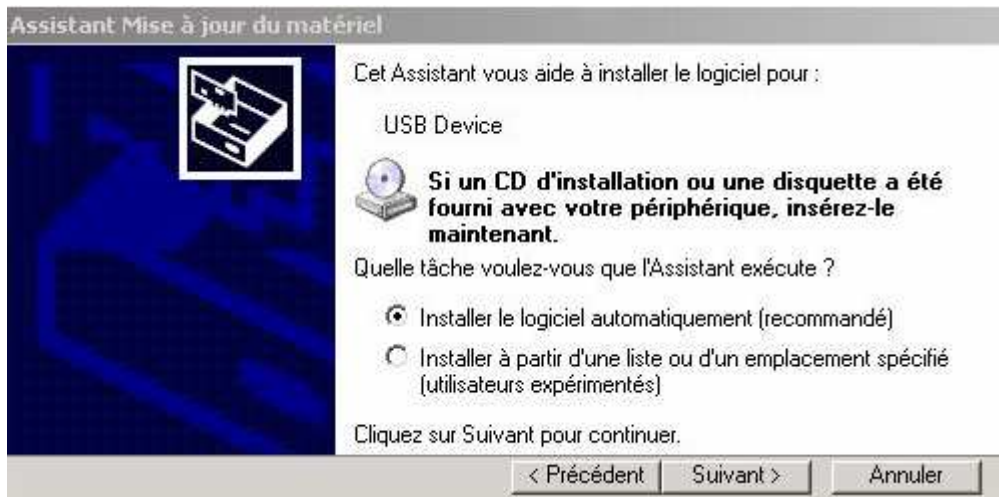 Assistant Mise à jour du matériel
Cet Assistant vous aide à installer le logiciel pour :
USB Device
Si un CD d'installation ou une disquette a été
fourni avec votre périphérique, insérez-le
maintenant.
Quelle tâche voulez-vous que l'Assistant exécute ?
Installer le logiciel automatiquement (recommandé)
Installer à partir d'une liste ou d'un emplacement spécifié
(utilisateurs expérimentés)
Cliquez sur Suivant pour continuer.
< Précédent Suivant > Annuler